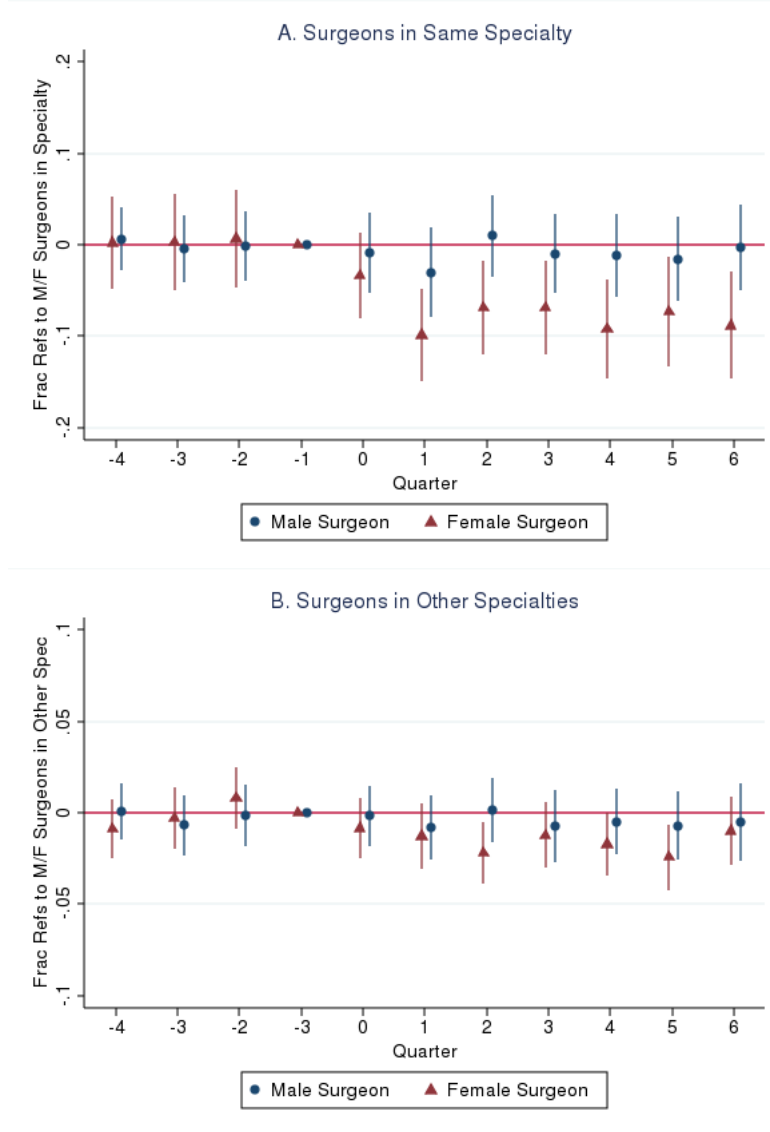 A. Surgeons in Same Specialty
Frac Refs to M/F Surgeons in Specialty
.2
.1
0
-.1
-.2
-4 -3 -2 -1 0 1 2 3 4 5 6
Quarter
Male Surgeon Female Surgeon
B. Surgeons in Other Specialties
Frac Refs to M/F Surgeons in Other Spec
.1
.05
0
-.05
-.1
-4 -3 -2 -3 0 1 2 3 4 5 6
Quarter
Male Surgeon Female Surgeon